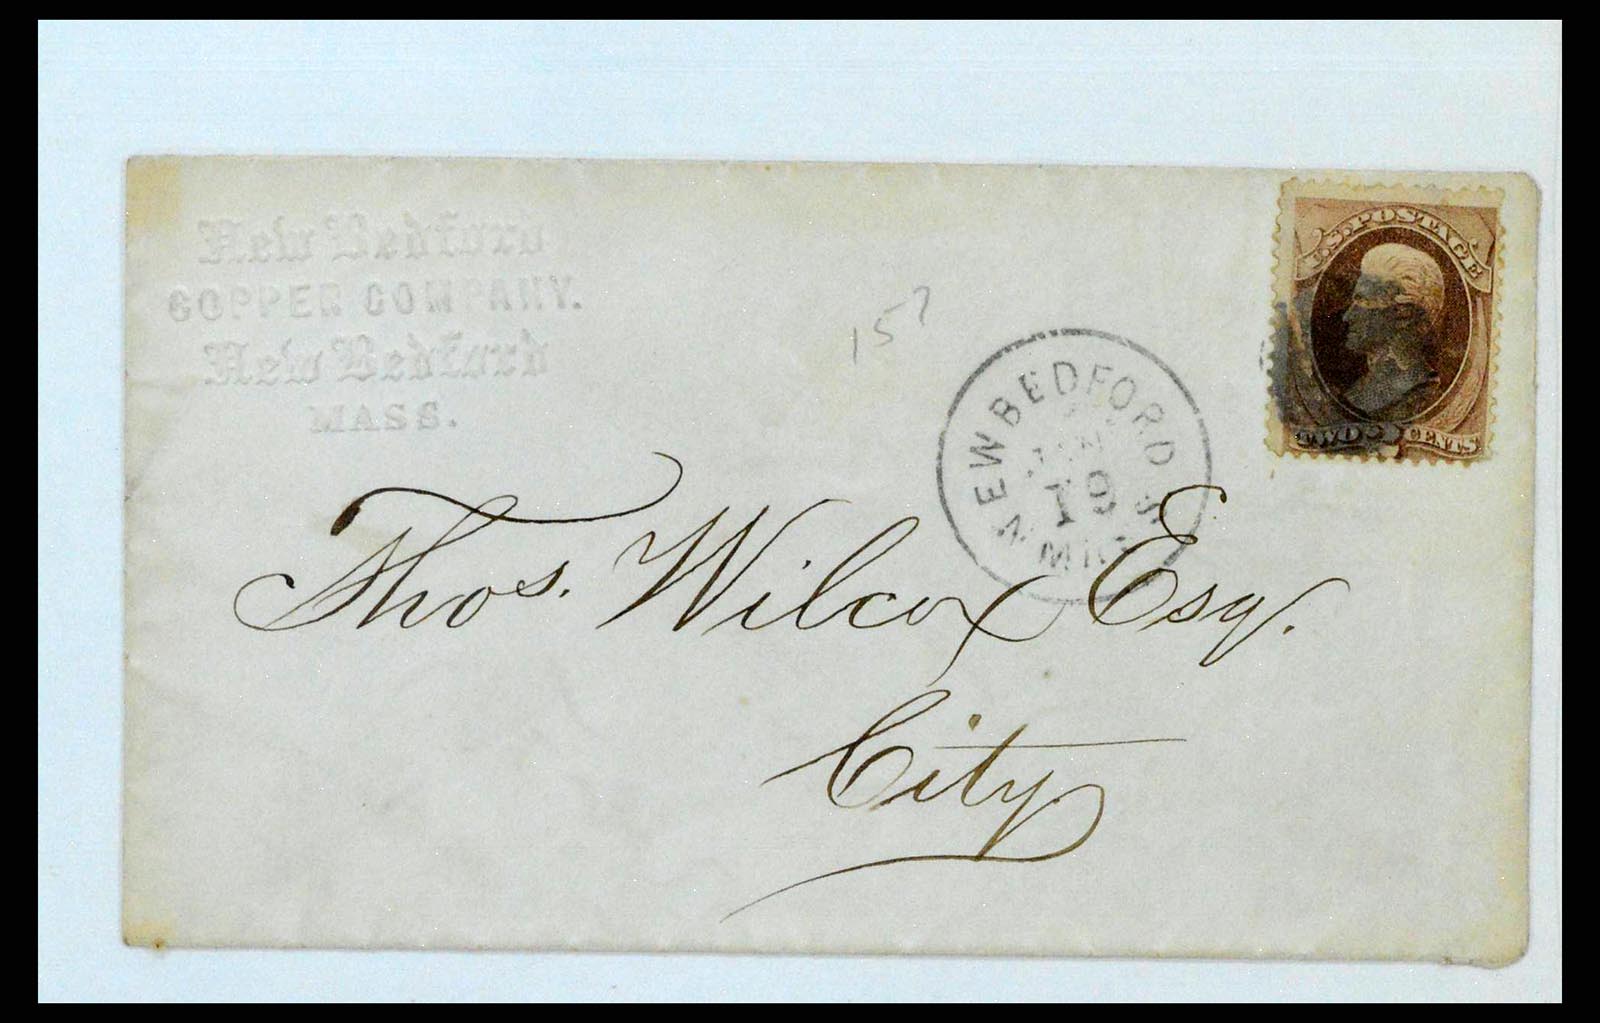 New Bedford
COPPER COMPANY.
New Bedford
MASS.
U.S. POSTAGE
TWO CENTS
157
NEW BEDFORD
19
Thos. Wilcox Esq.
City